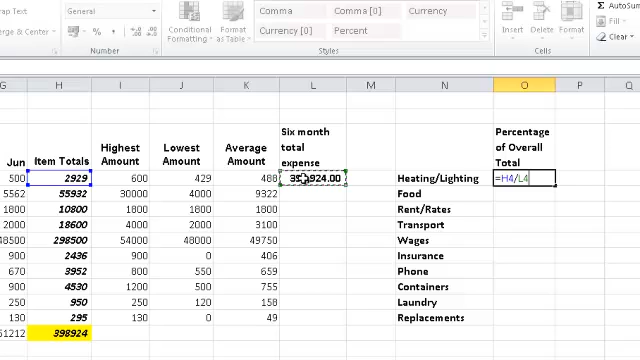 General
Comma
Comma [0]
Currency
AutoSum
Merge & Center
%
Conditional
Formatting
Format
as Table
Currency [0]
Percent
Insert
Delete
Format
Fill
Clear
Number
Styles
Cells
G H I J K L M N O P Q
Jun Item Totals Highest Amount Lowest Amount Average Amount Six month total expense Percentage of Overall Total
500 2929 600 429 488 924.00 Heating/Lighting =H4/L4
5562 55932 30000 4000 9322 Food
1800 10800 1800 1800 1800 Rent/Rates
2000 18600 4000 2000 3100 Transport
48500 298500 54000 48000 49750 Wages
900 2436 900 0 406 Insurance
670 3952 800 550 659 Phone
900 4530 1200 500 755 Containers
250 950 250 120 158 Laundry
130 295 130 0 49 Replacements
51212 398924